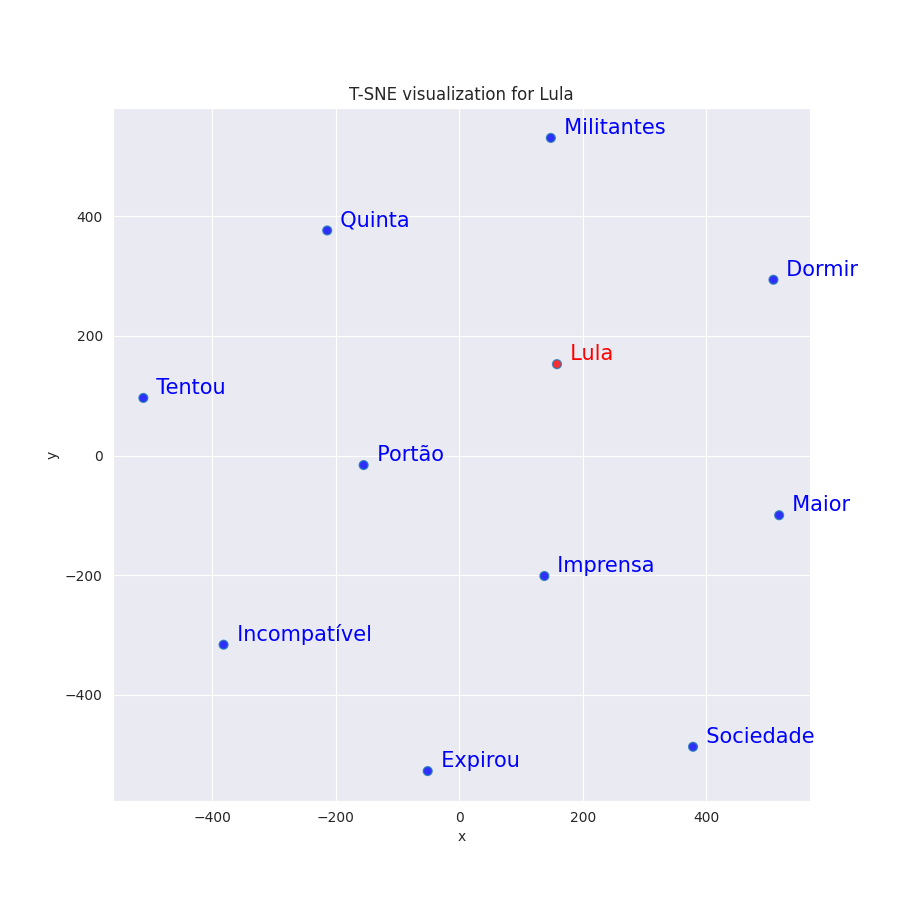 T-SNE visualization for Lula
Militantes
Quinta
Dormir
Lula
Tentou
Portão
Maior
Imprensa
Incompatível
Sociedade
Expirou
400
200
0
−200
−400
y
−400
−200
0
200
400
x